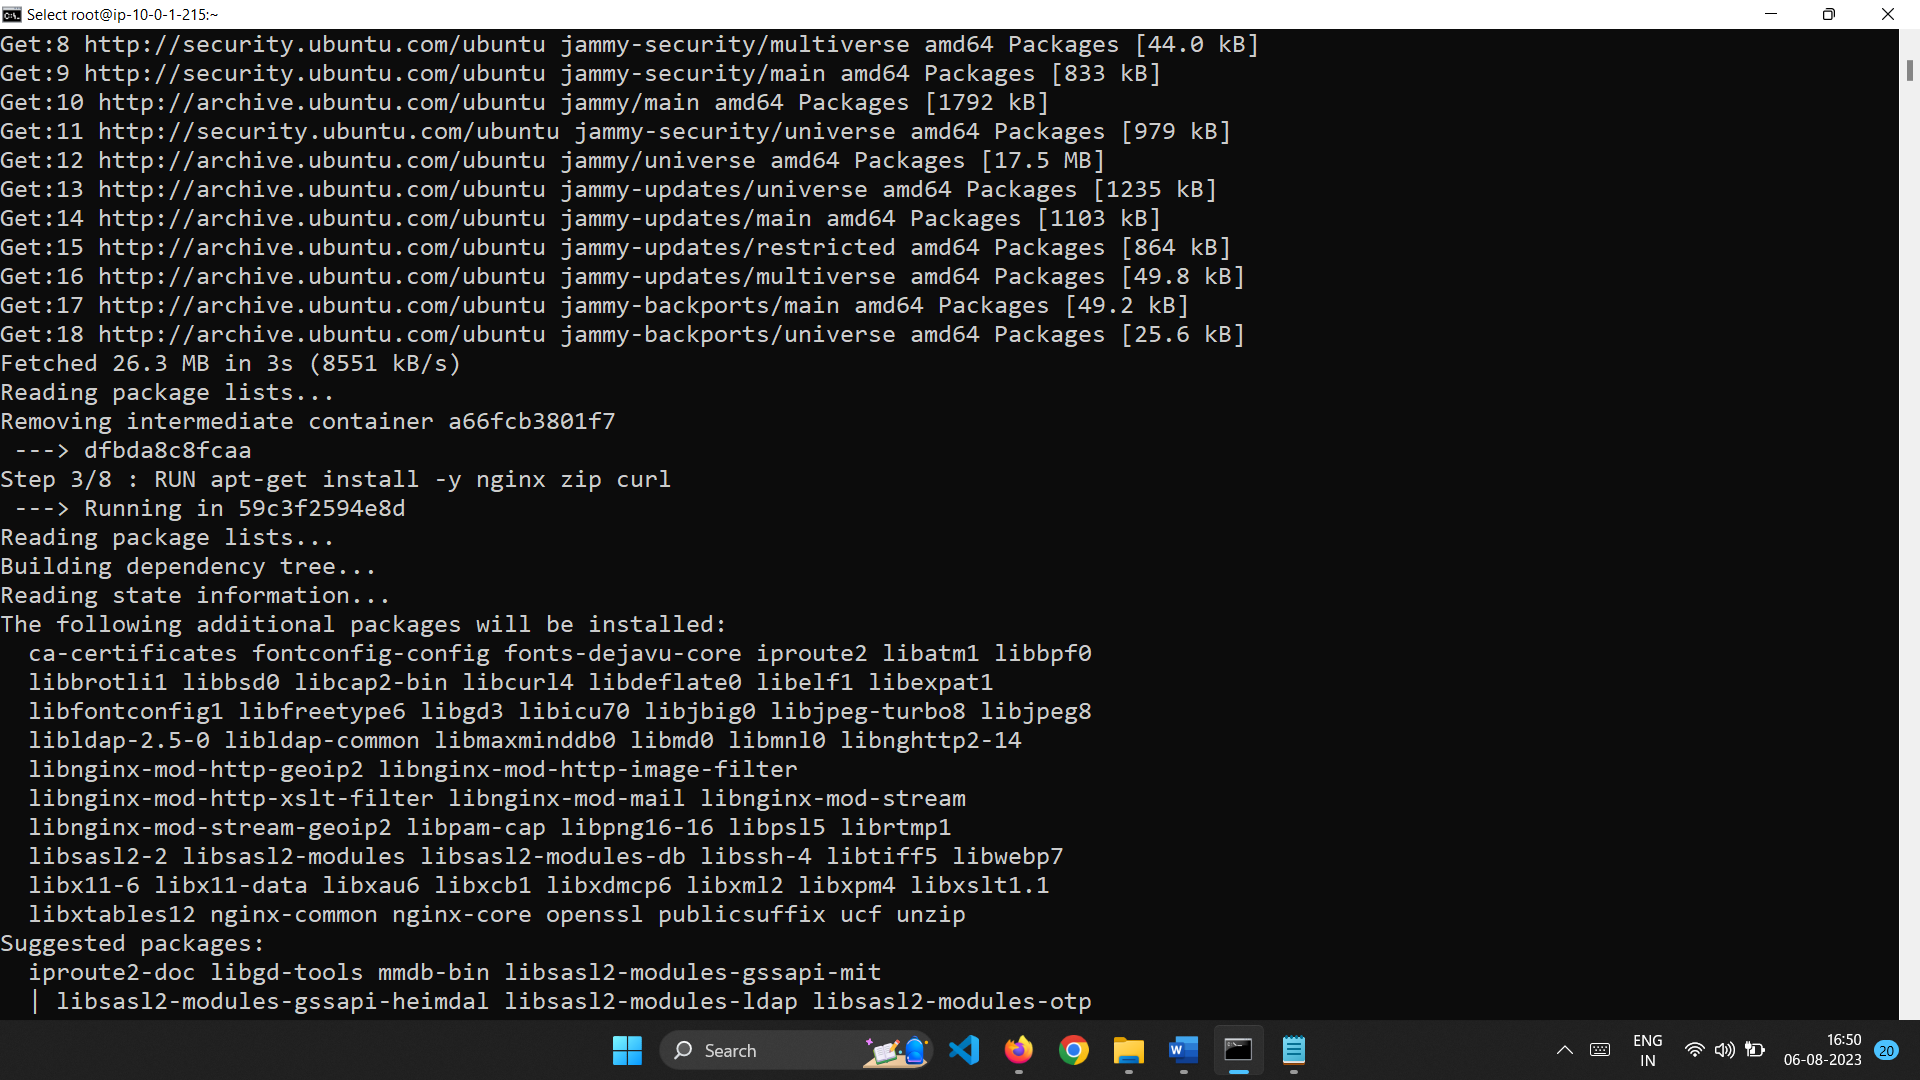 Select root@ip-10-0-1-215:~
Get:8 http://security.ubuntu.com/ubuntu jammy-security/multiverse amd64 Packages [44.0 kB]
Get:9 http://security.ubuntu.com/ubuntu jammy-security/main amd64 Packages [833 kB]
Get:10 http://archive.ubuntu.com/ubuntu jammy/main amd64 Packages [1792 kB]
Get:11 http://security.ubuntu.com/ubuntu jammy-security/universe amd64 Packages [979 kB]
Get:12 http://archive.ubuntu.com/ubuntu jammy/universe amd64 Packages [17.5 MB]
Get:13 http://archive.ubuntu.com/ubuntu jammy-updates/universe amd64 Packages [1235 kB]
Get:14 http://archive.ubuntu.com/ubuntu jammy-updates/main amd64 Packages [1103 kB]
Get:15 http://archive.ubuntu.com/ubuntu jammy-updates/restricted amd64 Packages [864 kB]
Get:16 http://archive.ubuntu.com/ubuntu jammy-updates/multiverse amd64 Packages [49.8 kB]
Get:17 http://archive.ubuntu.com/ubuntu jammy-backports/main amd64 Packages [49.2 kB]
Get:18 http://archive.ubuntu.com/ubuntu jammy-backports/universe amd64 Packages [25.6 kB]
Fetched 26.3 MB in 3s (8551 kB/s)
Reading package lists...
Removing intermediate container a66fcb3801f7
 ---> dfbda8c8fcaa
Step 3/8 : RUN apt-get install -y nginx zip curl
 ---> Running in 59c3f2594e8d
Reading package lists...
Building dependency tree...
Reading state information...
The following additional packages will be installed:
  ca-certificates fontconfig-config fonts-dejavu-core iproute2 libatm1 libbpf0
  libbrotli1 libbsd0 libcap2-bin libcurl4 libdeflate0 libelf1 libexpat1
  libfontconfig1 libfreetype6 libgd3 libicu70 libjbig0 libjpeg-turbo8 libjpeg8
  libldap-2.5-0 libldap-common libmaxminddb0 libmd0 libmnl0 libnghttp2-14
  libnginx-mod-http-geoip2 libnginx-mod-http-image-filter
  libnginx-mod-http-xslt-filter libnginx-mod-mail libnginx-mod-stream
  libnginx-mod-stream-geoip2 libpam-cap libpng16-16 libpsl5 librtmp1
  libsasl2-2 libsasl2-modules libsasl2-modules-db libssh-4 libtiff5 libwebp7
  libx11-6 libx11-data libxau6 libxcb1 libxdmcp6 libxml2 libxpm4 libxslt1.1
  libxtables12 nginx-common nginx-core openssl publicsuffix ucf unzip
Suggested packages:
  iproute2-doc libgd-tools mmdb-bin libsasl2-modules-gssapi-mit
  | libsasl2-modules-gssapi-heimdal libsasl2-modules-ldap libsasl2-modules-otp
Search
ENG
IN
16:50
06-08-2023
20